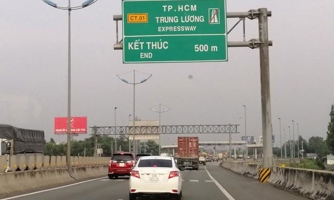 TP.HCM
CT.01 TRUNG LƯƠNG
EXPRESSWAY
KẾT THÚC 500 m
END